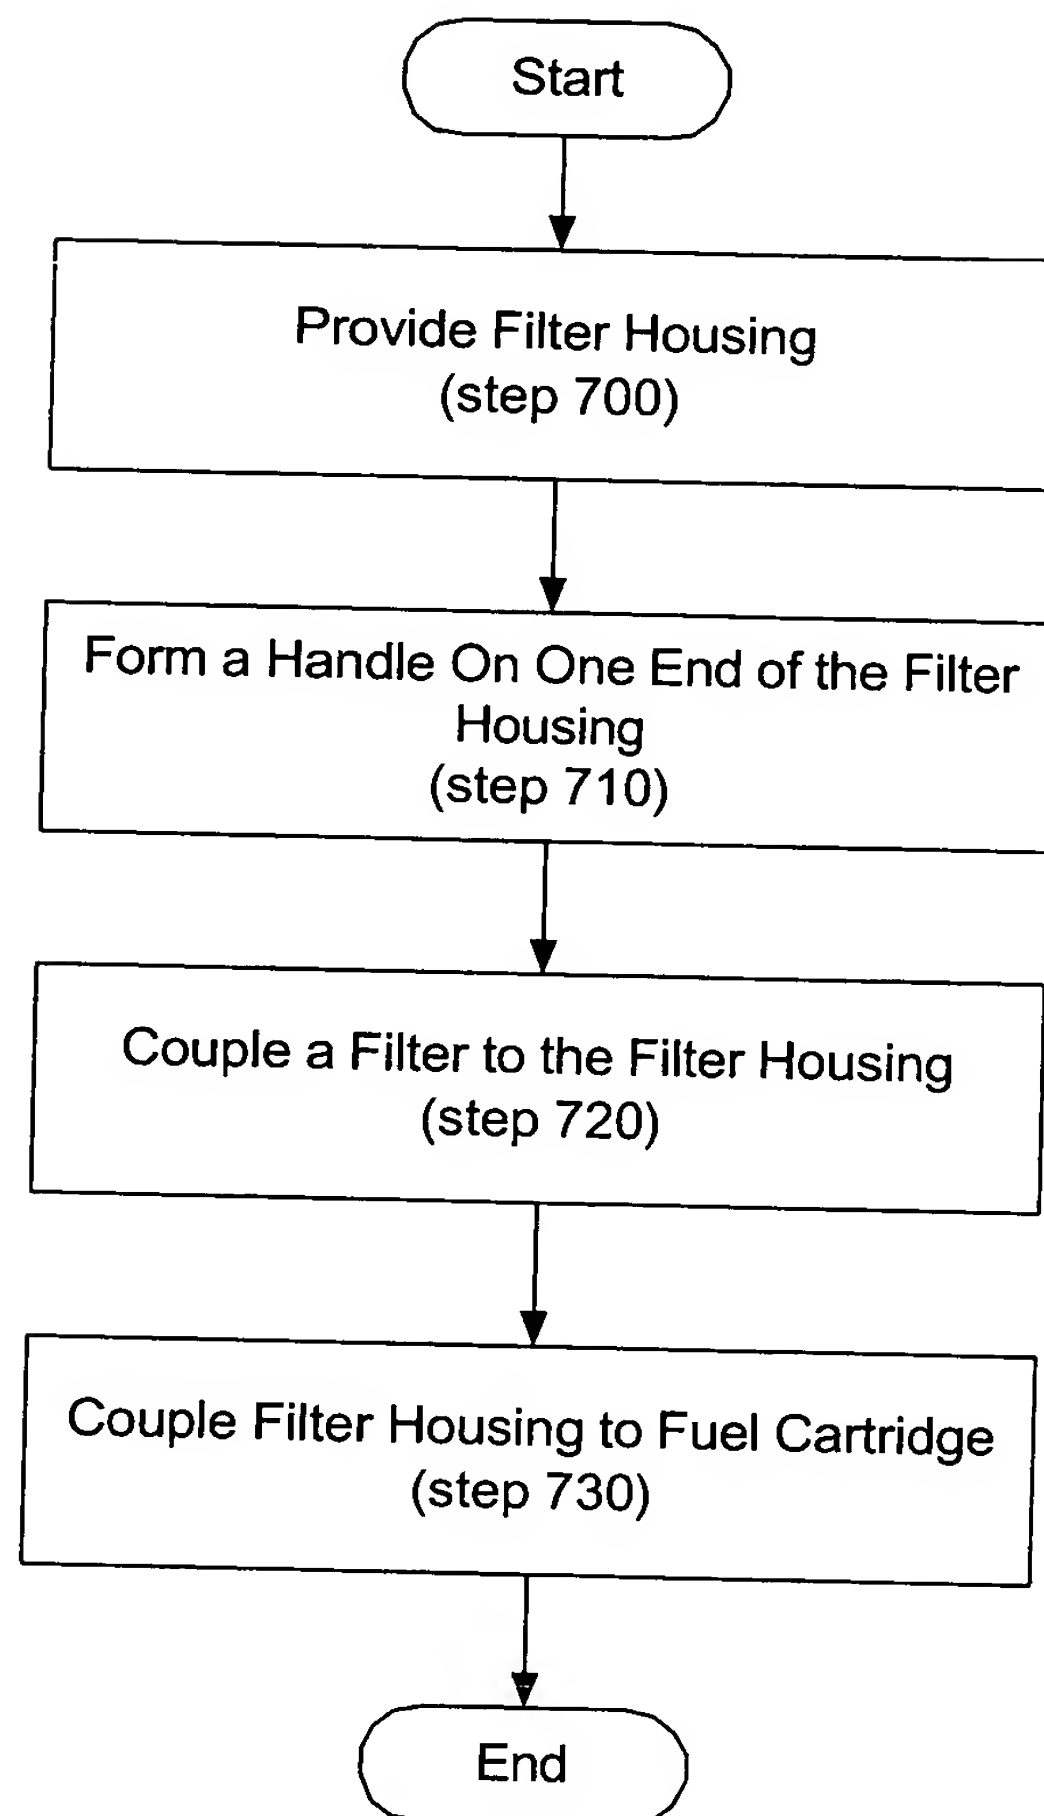 Start
Provide Filter Housing
(step 700)
Form a Handle On One End of the Filter
Housing
(step 710)
Couple a Filter to the Filter Housing
(step 720)
Couple Filter Housing to Fuel Cartridge
(step 730)
End